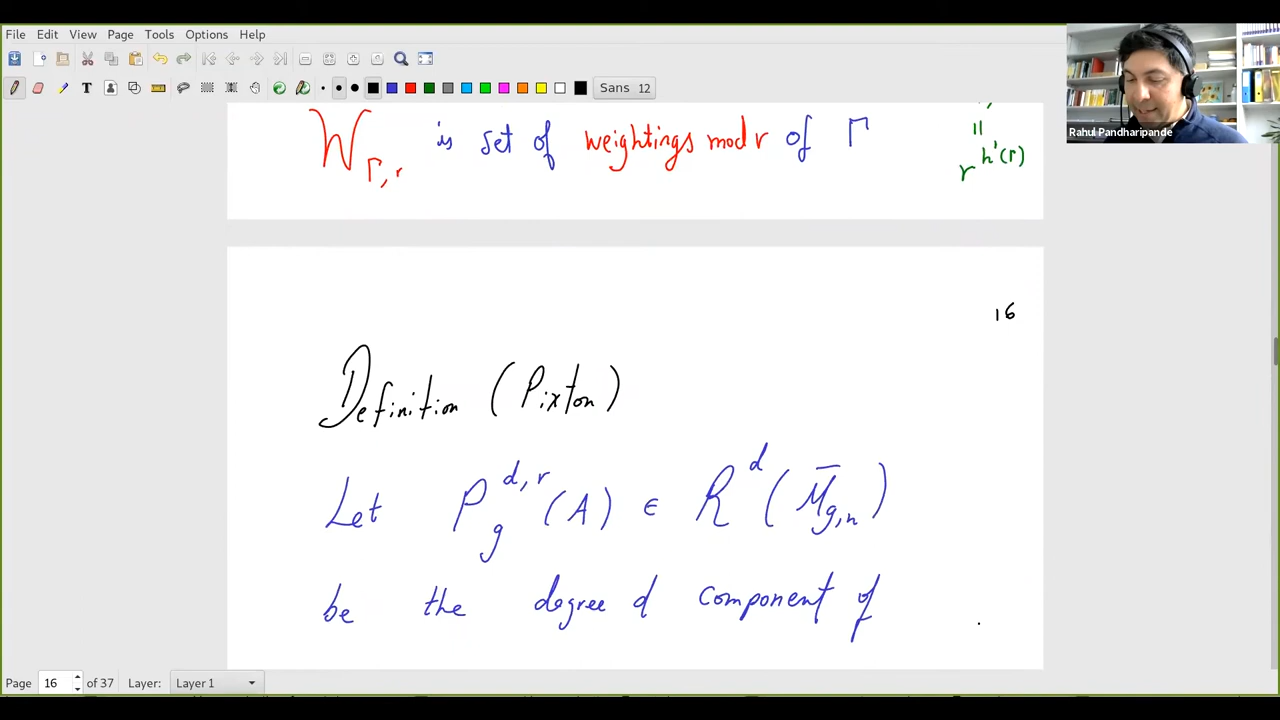 File Edit View Page Tools Options Help
Sans 12
Rahul Pandharipande
W_{Γ,r} is set of weightings mod r of Γ
||
r^{h^1(Γ)}
16
Definition (Pixton)
Let P_g^{d,r}(A) ∈ R^d(M̄_{g,n})
be the degree d component of
Page 16 of 37 Layer: Layer 1